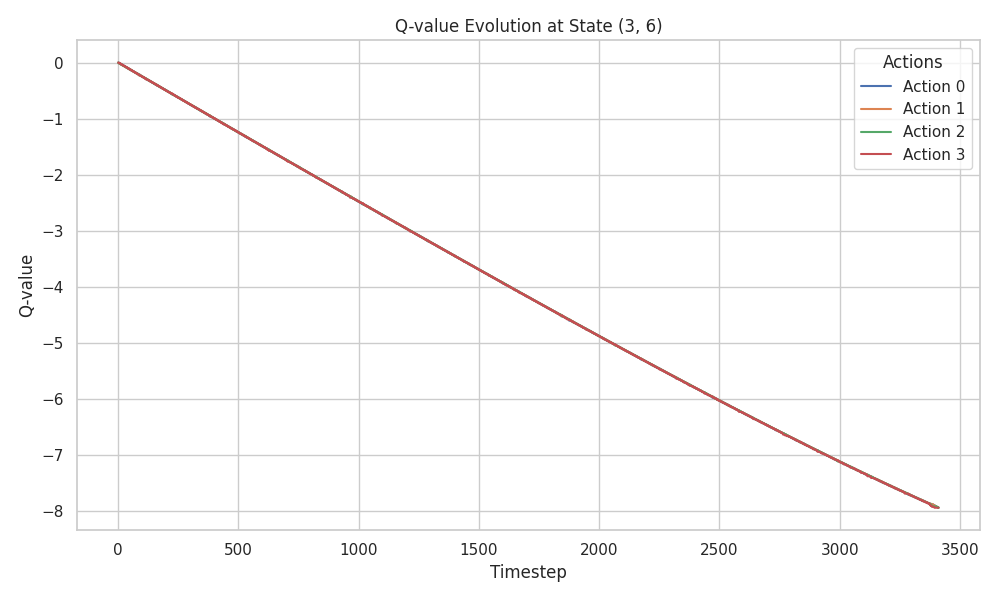 Q-value Evolution at State (3, 6)
Actions
Action 0
Action 1
Action 2
Action 3
Q-value
0
−1
−2
−3
−4
−5
−6
−7
−8
0 500 1000 1500 2000 2500 3000 3500
Timestep